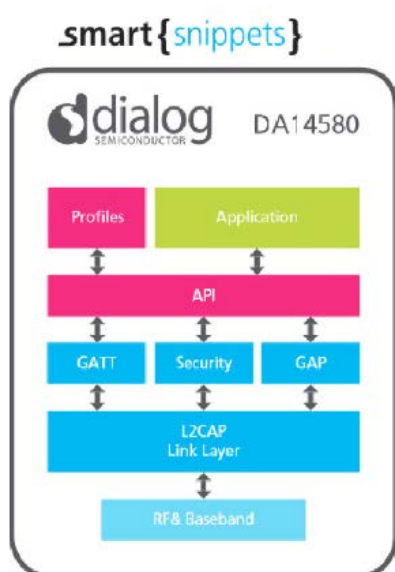 smart{snippets}
dialog
SEMICONDUCTOR
DA14580
Profiles
Application
API
GATT
Security
GAP
L2CAP
Link Layer
RF& Baseband